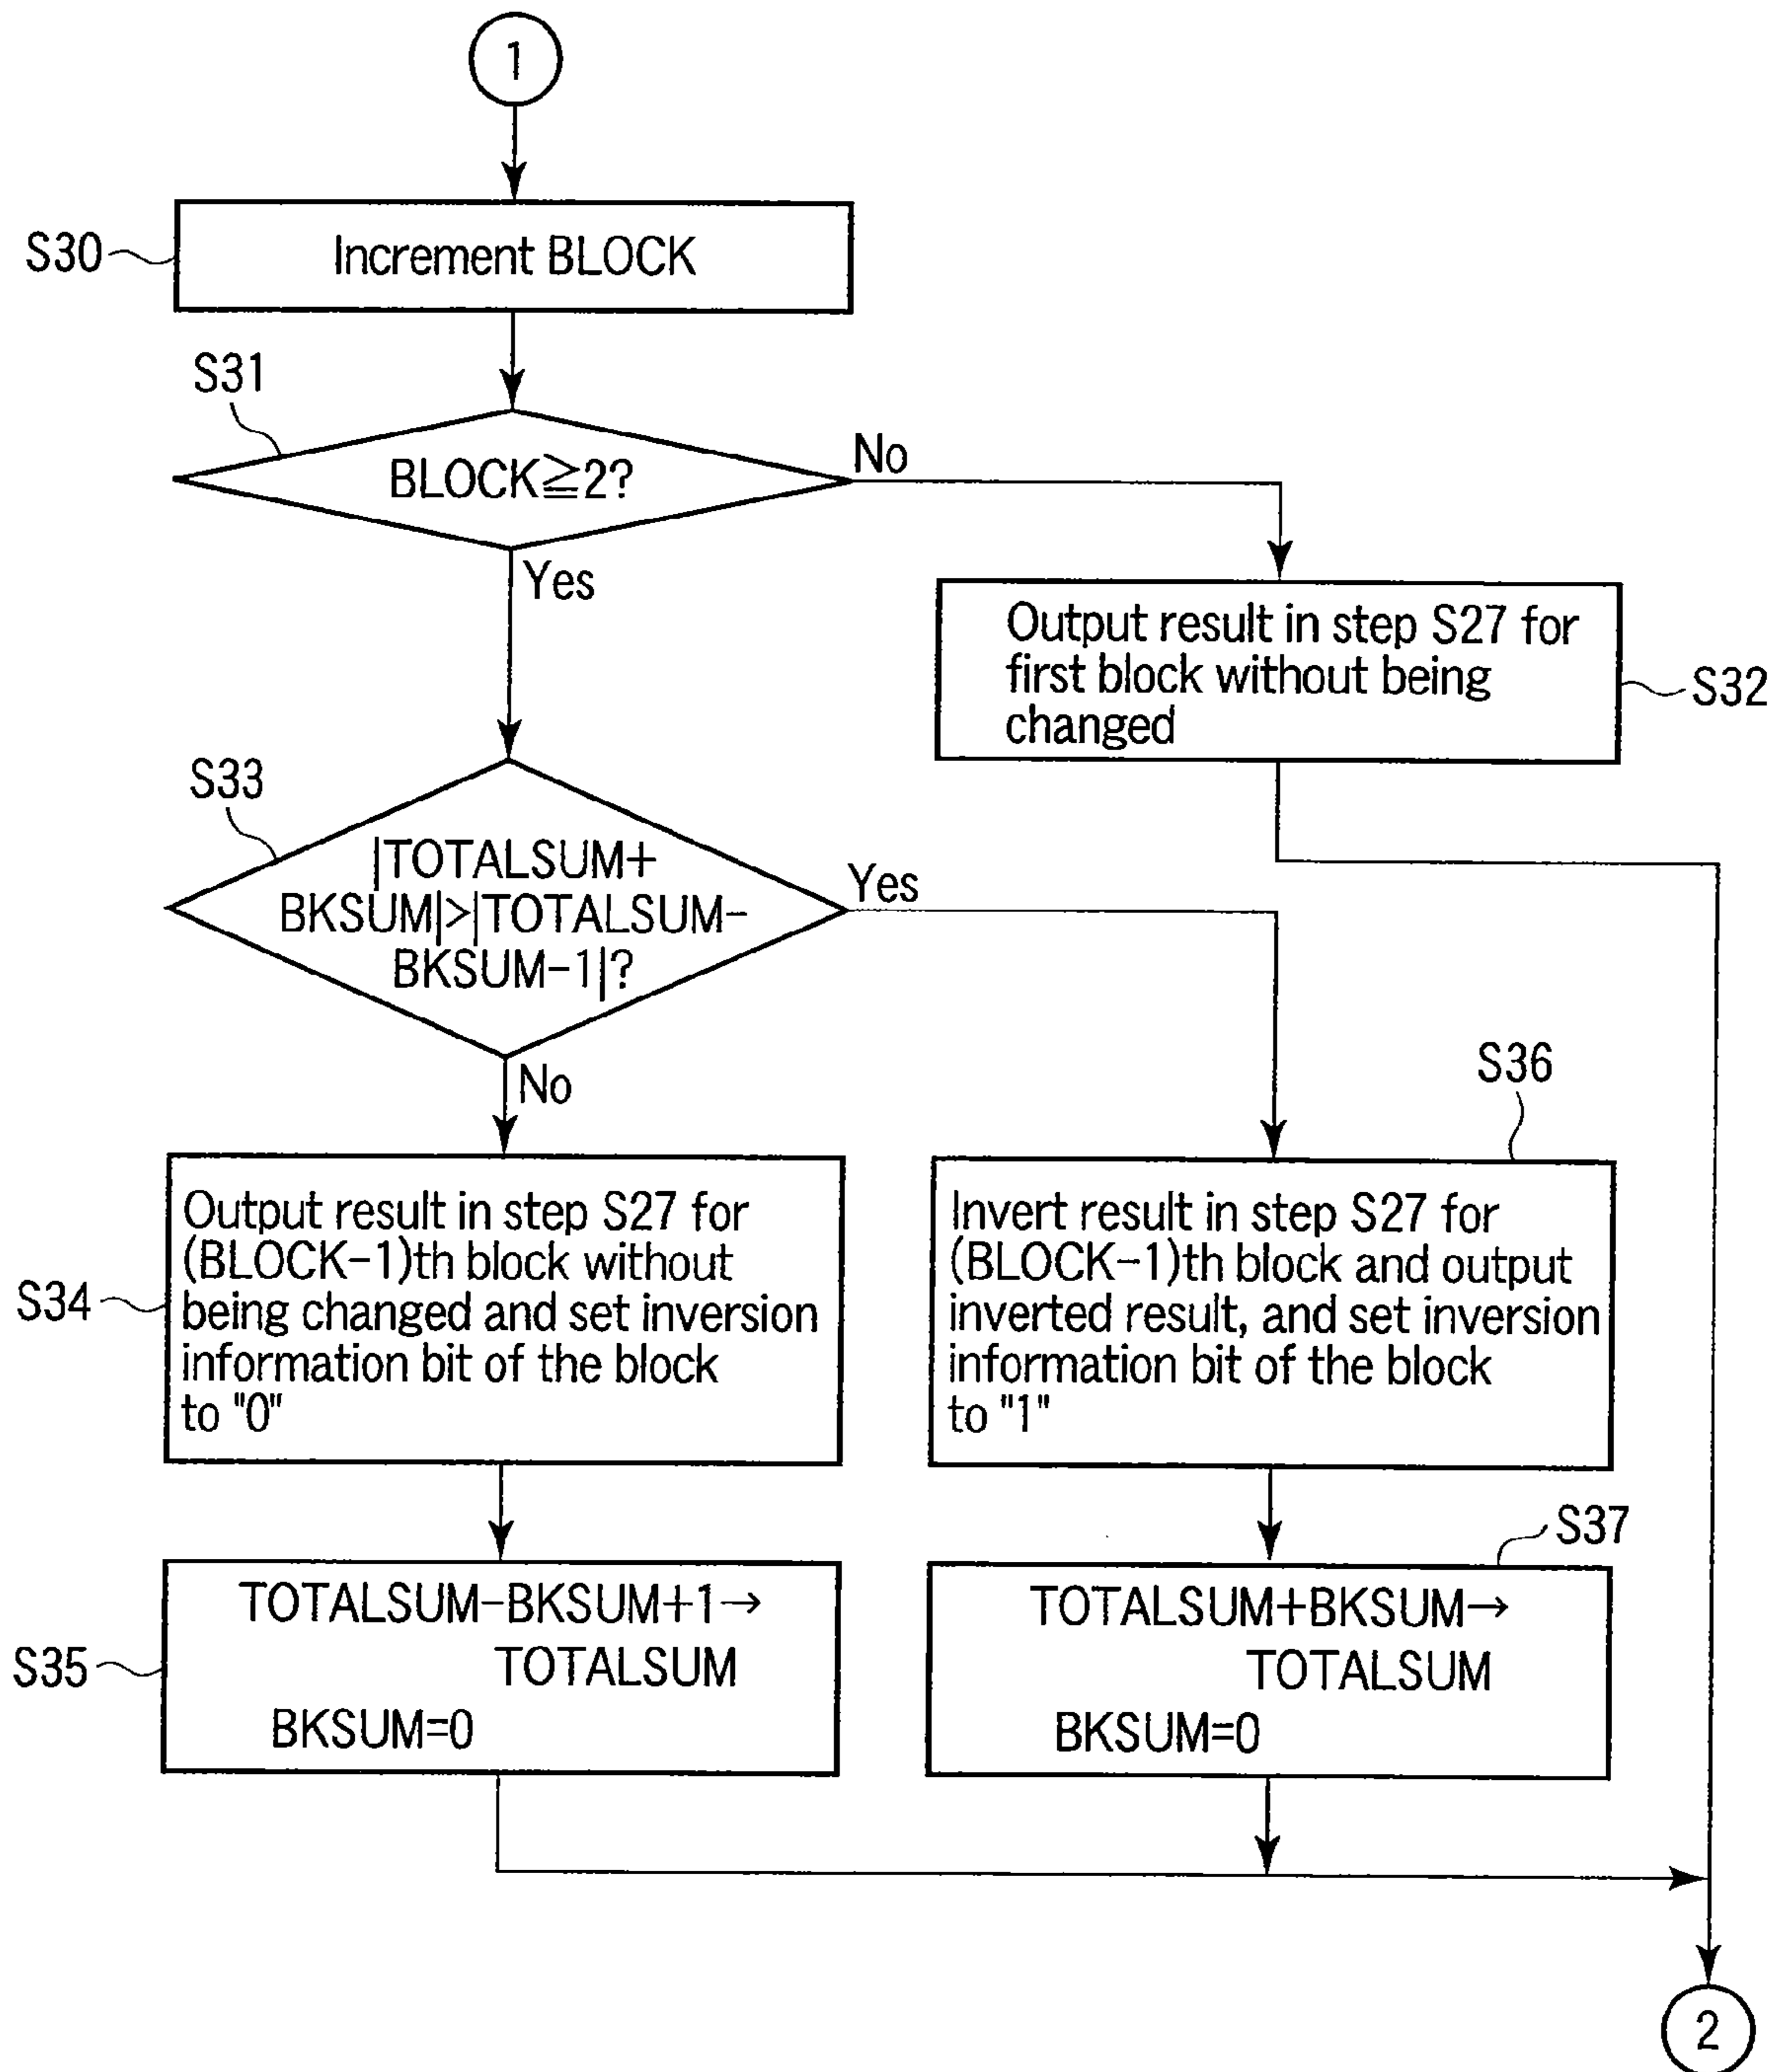 1
S30
Increment BLOCK
S31
BLOCK≧2?
No
Yes
Output result in step S27 for
first block without being
changed
S32
S33
|TOTALSUM+
BKSUM|>|TOTALSUM-
BKSUM-1|?
Yes
No
S34
Output result in step S27 for
(BLOCK-1)th block without
being changed and set inversion
information bit of the block
to "0"
S36
Invert result in step S27 for
(BLOCK-1)th block and output
inverted result, and set inversion
information bit of the block
to "1"
S35
TOTALSUM-BKSUM+1→
TOTALSUM
BKSUM=0
S37
TOTALSUM+BKSUM→
TOTALSUM
BKSUM=0
2